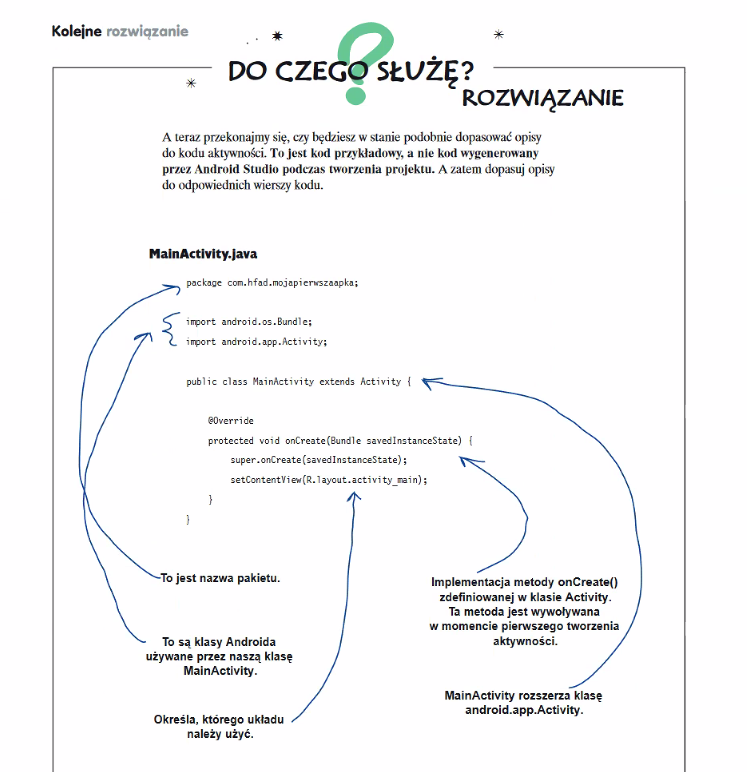 Kolejne rozwiązanie
DO CZEGO SŁUŻĘ?
ROZWIĄZANIE
A teraz przekonajmy się, czy będziesz w stanie podobnie dopasować opisy
do kodu aktywności. To jest kod przykładowy, a nie kod wygenerowany
przez Android Studio podczas tworzenia projektu. A zatem dopasuj opisy
do odpowiednich wierszy kodu.
MainActivity.java
package com.hfad.mojapierwszaapka;
import android.os.Bundle;
import android.app.Activity;
public class MainActivity extends Activity {
@Override
protected void onCreate(Bundle savedInstanceState) {
super.onCreate(savedInstanceState);
setContentView(R.layout.activity_main);
}
}
To jest nazwa pakietu.
To są klasy Androida
używane przez naszą klasę
MainActivity.
Określa, którego układu
należy użyć.
Implementacja metody onCreate()
zdefiniowanej w klasie Activity.
Ta metoda jest wywoływana
w momencie pierwszego tworzenia
aktywności.
MainActivity rozszerza klasę
android.app.Activity.